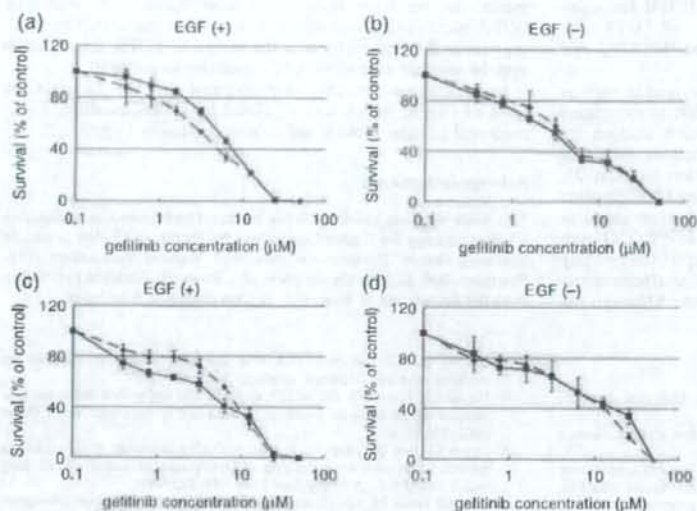 (a)
EGF (+)
Survival (% of control)
120
80
40
0
0.1
1
10
100
gefitinib concentration (μM)
(b)
EGF (−)
Survival (% of control)
120
80
40
0
0.1
1
10
100
gefitinib concentration (μM)
(c)
EGF (+)
Survival (% of control)
120
80
40
0
0.1
1
10
100
gefitinib concentration (μM)
(d)
EGF (−)
Survival (% of control)
120
80
40
0
0.1
1
10
100
gefitinib concentration (μM)